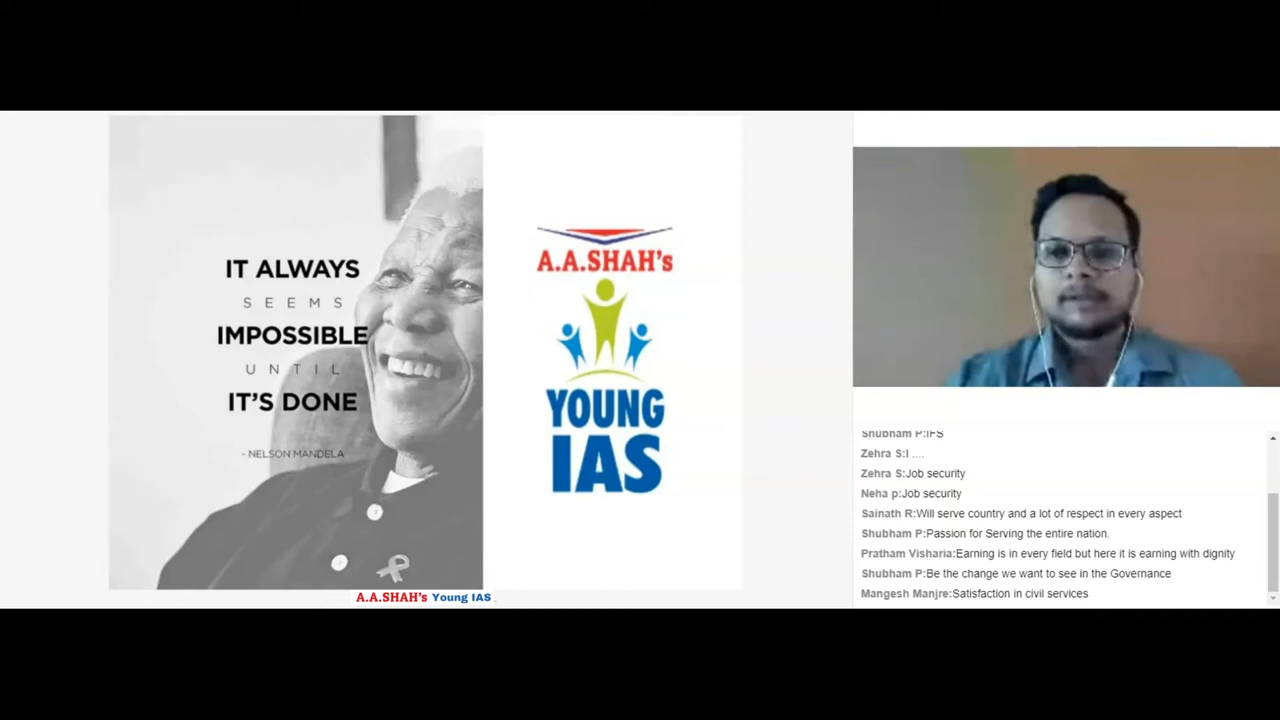 IT ALWAYS
SEEMS
IMPOSSIBLE
UNTIL
IT'S DONE
- NELSON MANDELA
A.A.SHAH's
YOUNG
IAS
A.A.SHAH's Young IAS
Shubham P:IFS
Zehra S:I ....
Zehra S:Job security
Neha p:Job security
Sainath R:Will serve country and a lot of respect in every aspect
Shubham P:Passion for Serving the entire nation.
Pratham Visharia:Earning is in every field but here it is earning with dignity
Shubham P:Be the change we want to see in the Governance
Mangesh Manjre:Satisfaction in civil services